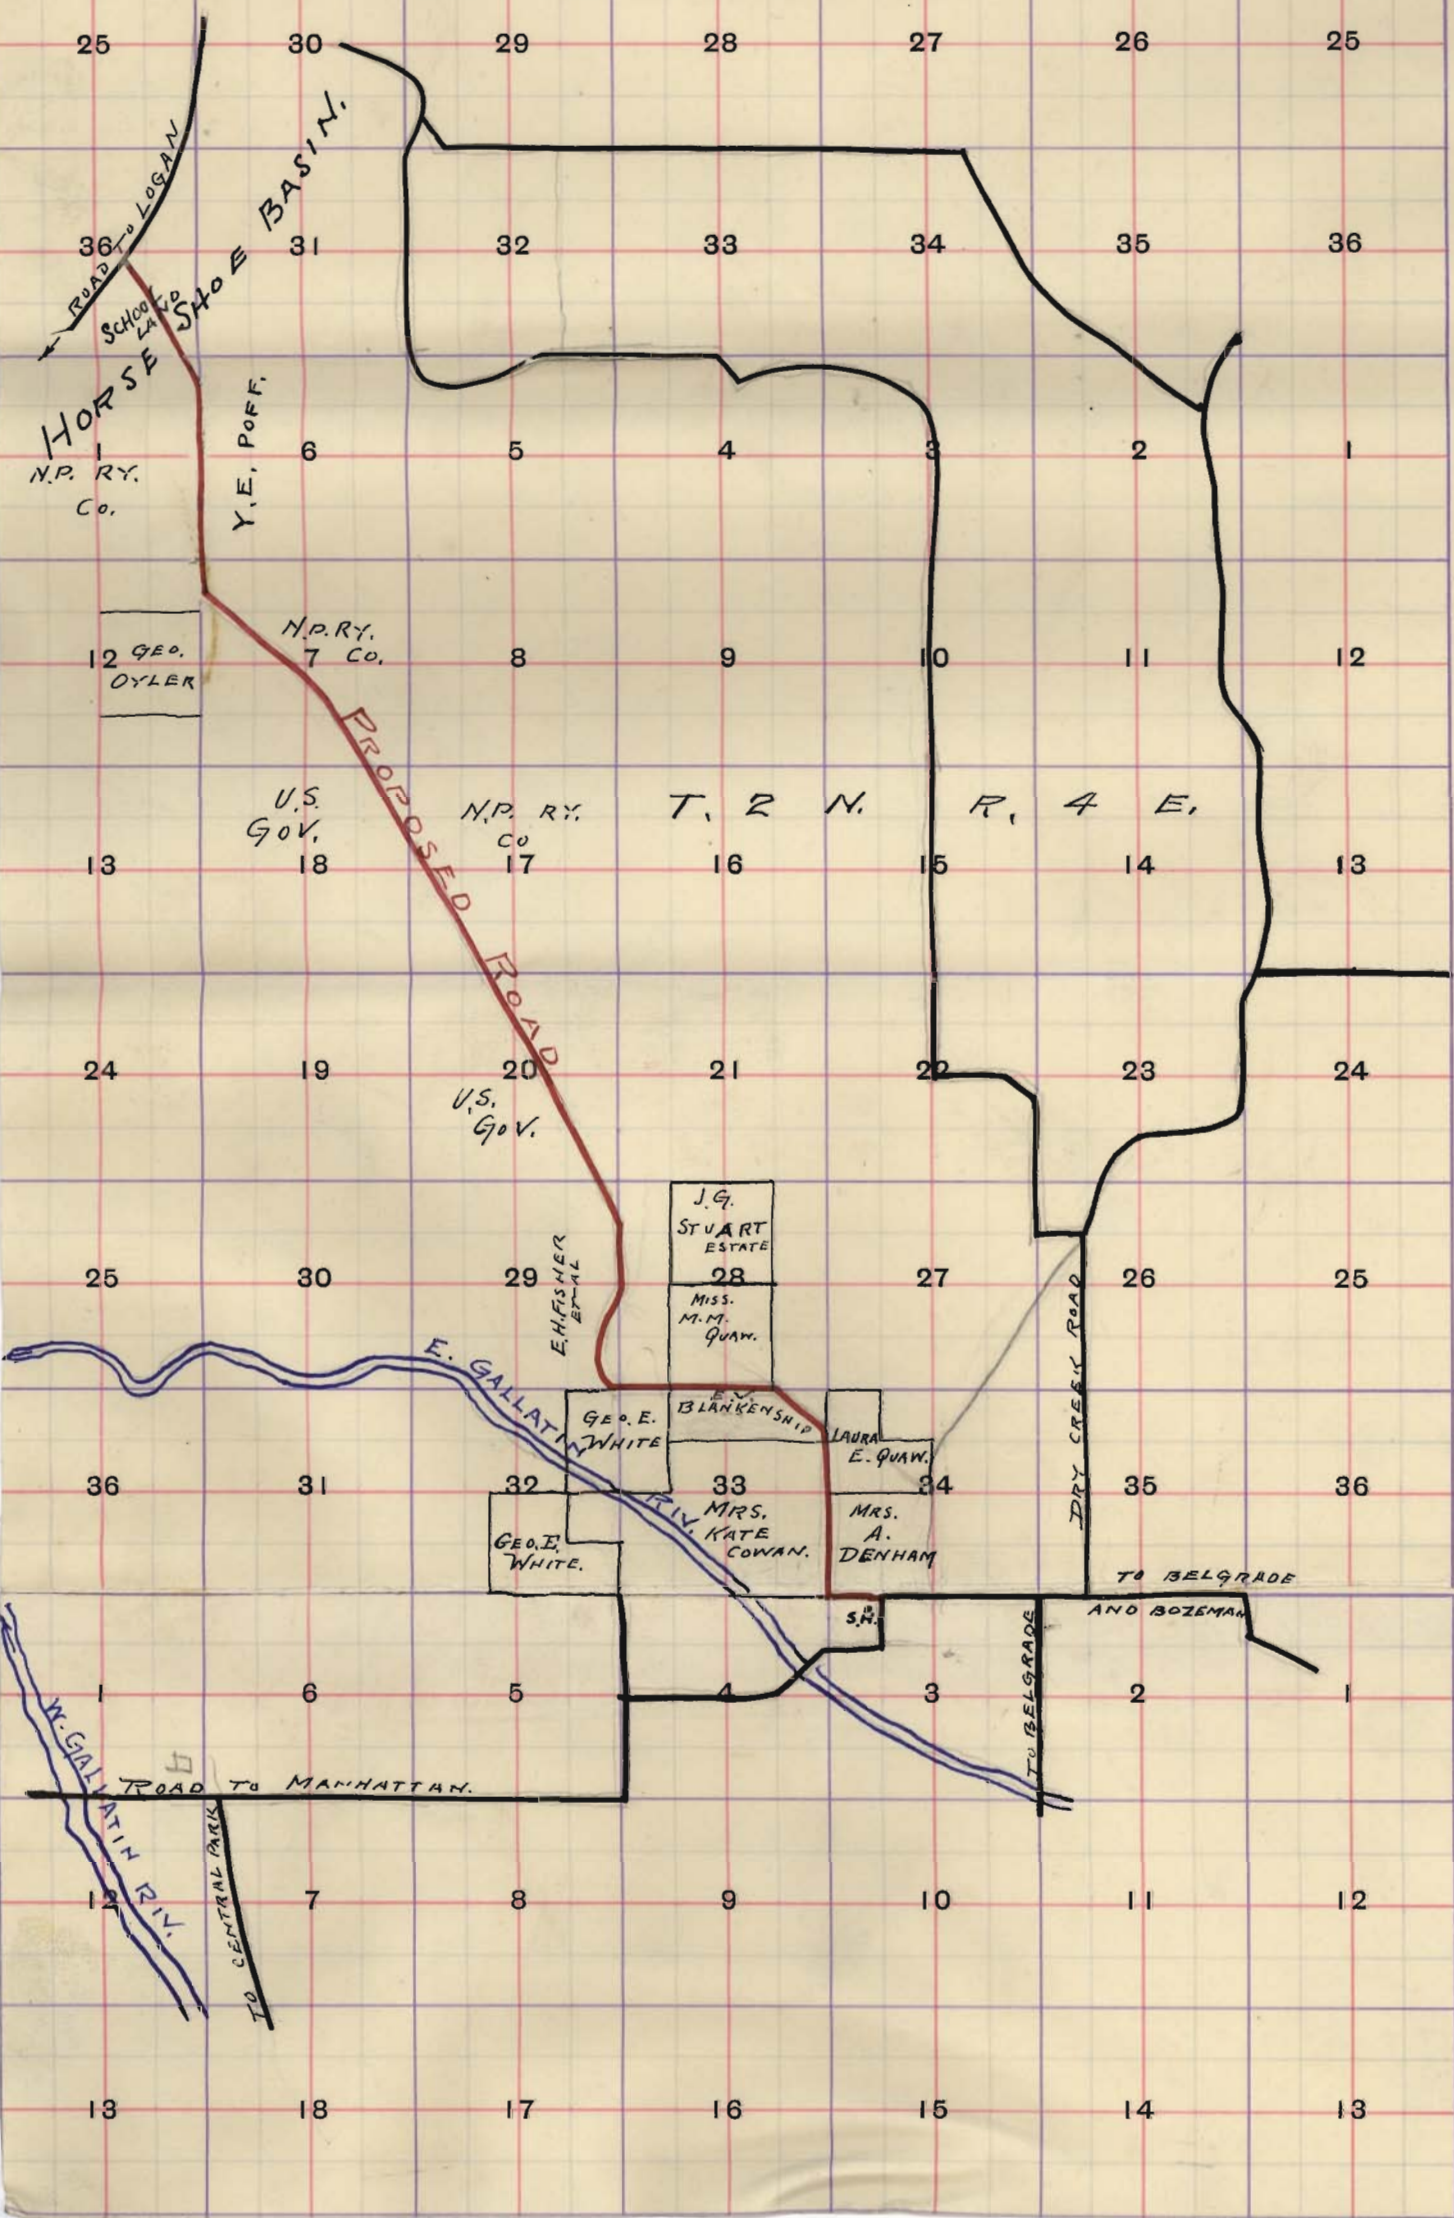 25 30 29 28 27 26 25
ROAD TO LOGAN
HORSE SHOE BASIN.
36 31 32 33 34 35 36
SCHOOL
LAND
Y.E. POFF.
1 6 5 4 3 2 1
N.P. RY.
Co.
N.P. RY.
Co.
12 7 8 9 10 11 12
GEO.
OYLER
PROPOSED ROAD
U.S.
GOV.
N.P. RY.
Co
T. 2 N. R. 4 E.
13 18 17 16 15 14 13
24 19 20 21 22 23 24
U.S.
GOV.
J.G.
STUART
ESTATE
25 30 29 28 27 26 25
E.H. FISHER
ET-AL
MISS.
M.M.
QUAW.
DRY CREEK ROAD
E. GALLATIN RIV.
GEO. E.
WHITE
E.V.
BLANKENSHIP
LAURA
E. QUAW.
36 31 32 33 34 35 36
GEO. E.
WHITE.
MRS.
KATE
COWAN.
MRS.
A.
DENHAM
TO BELGRADE
AND BOZEMAN
S.H.
TO BELGRADE
1 6 5 4 3 2 1
W. GALLATIN RIV.
ROAD TO MANHATTAN.
TO CENTRAL PARK
12 7 8 9 10 11 12
13 18 17 16 15 14 13